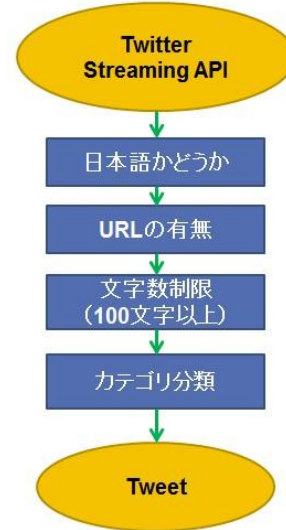 Twitter
Streaming API
日本語かどうか
URLの有無
文字数制限
（100文字以上）
カテゴリ分類
Tweet